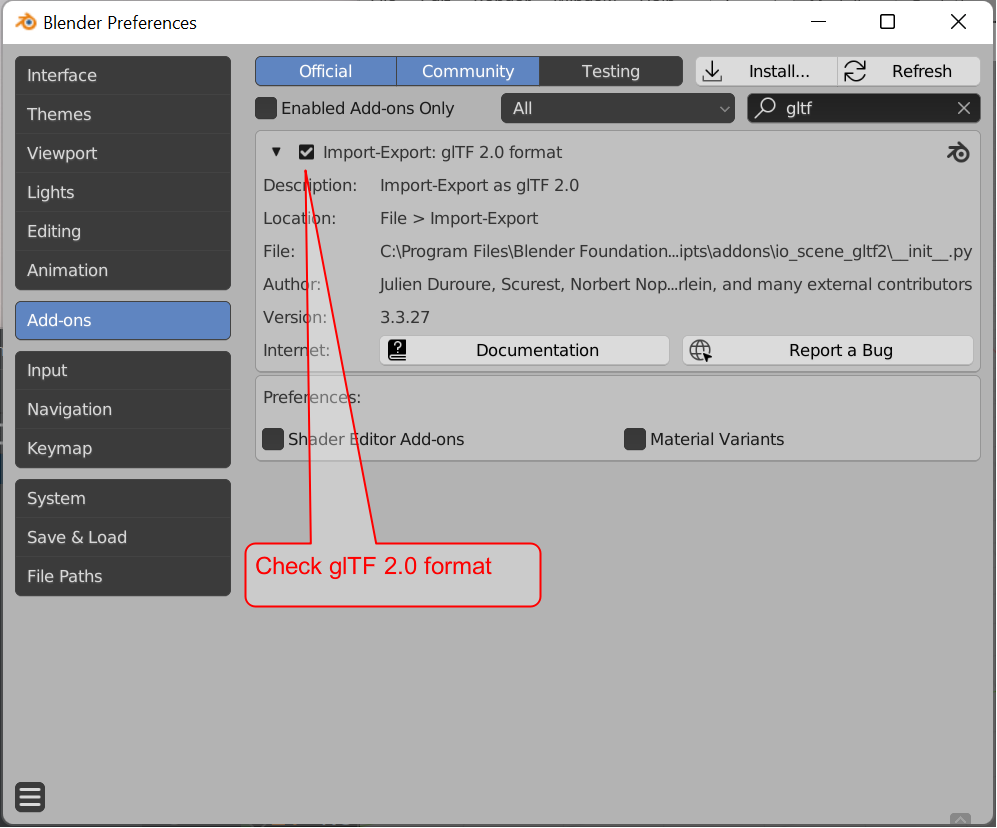 Blender Preferences
Interface
Themes
Viewport
Lights
Editing
Animation
Add-ons
Input
Navigation
Keymap
System
Save & Load
File Paths
Official Community Testing Install... Refresh
Enabled Add-ons Only All gltf
Import-Export: glTF 2.0 format
Description: Import-Export as glTF 2.0
Location: File > Import-Export
File: C:\Program Files\Blender Foundation...ipts\addons\io_scene_gltf2\__init__.py
Author: Julien Duroure, Scurest, Norbert Nop...rlein, and many external contributors
Version: 3.3.27
Internet: Documentation Report a Bug
Preferences:
Shader Editor Add-ons Material Variants
Check glTF 2.0 format